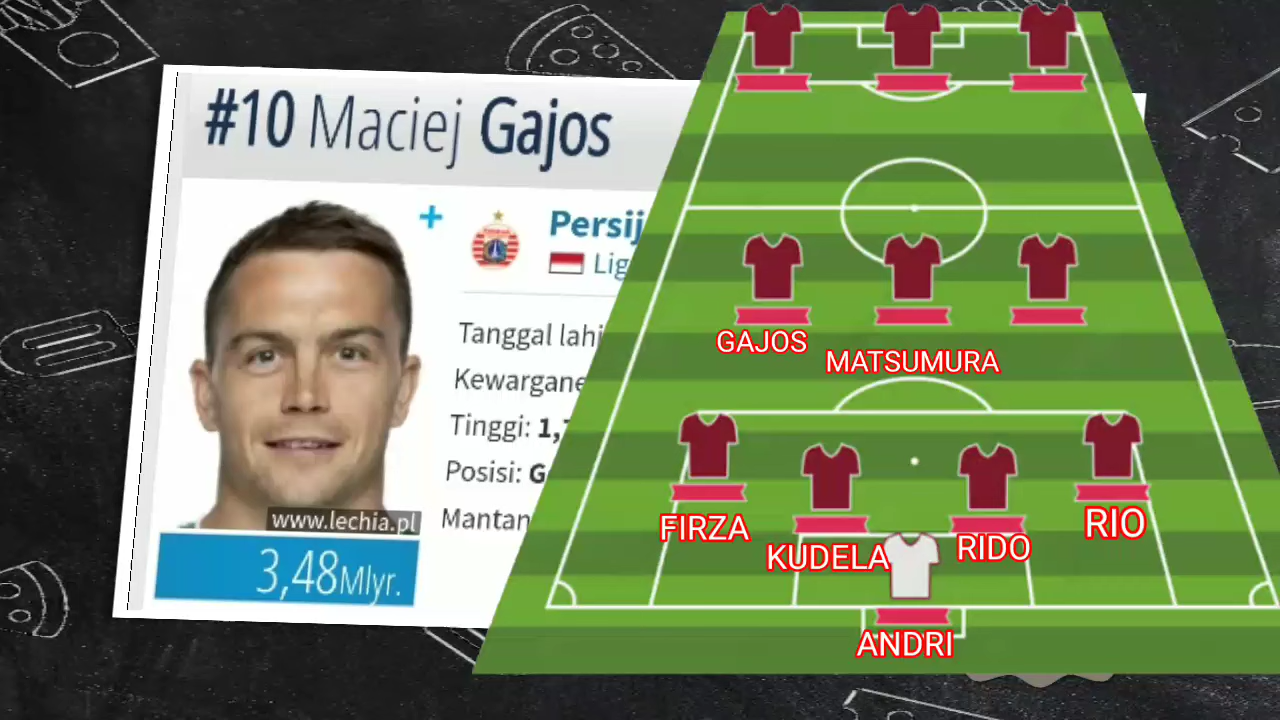 #10 Maciej Gajos
Persij
Lig
Tanggal lahi
Kewargane
Tinggi: 1,7
Posisi: G
Mantan
www.lechia.pl
3,48Mlyr.
GAJOS
MATSUMURA
FIRZA
KUDELA
RIDO
RIO
ANDRI